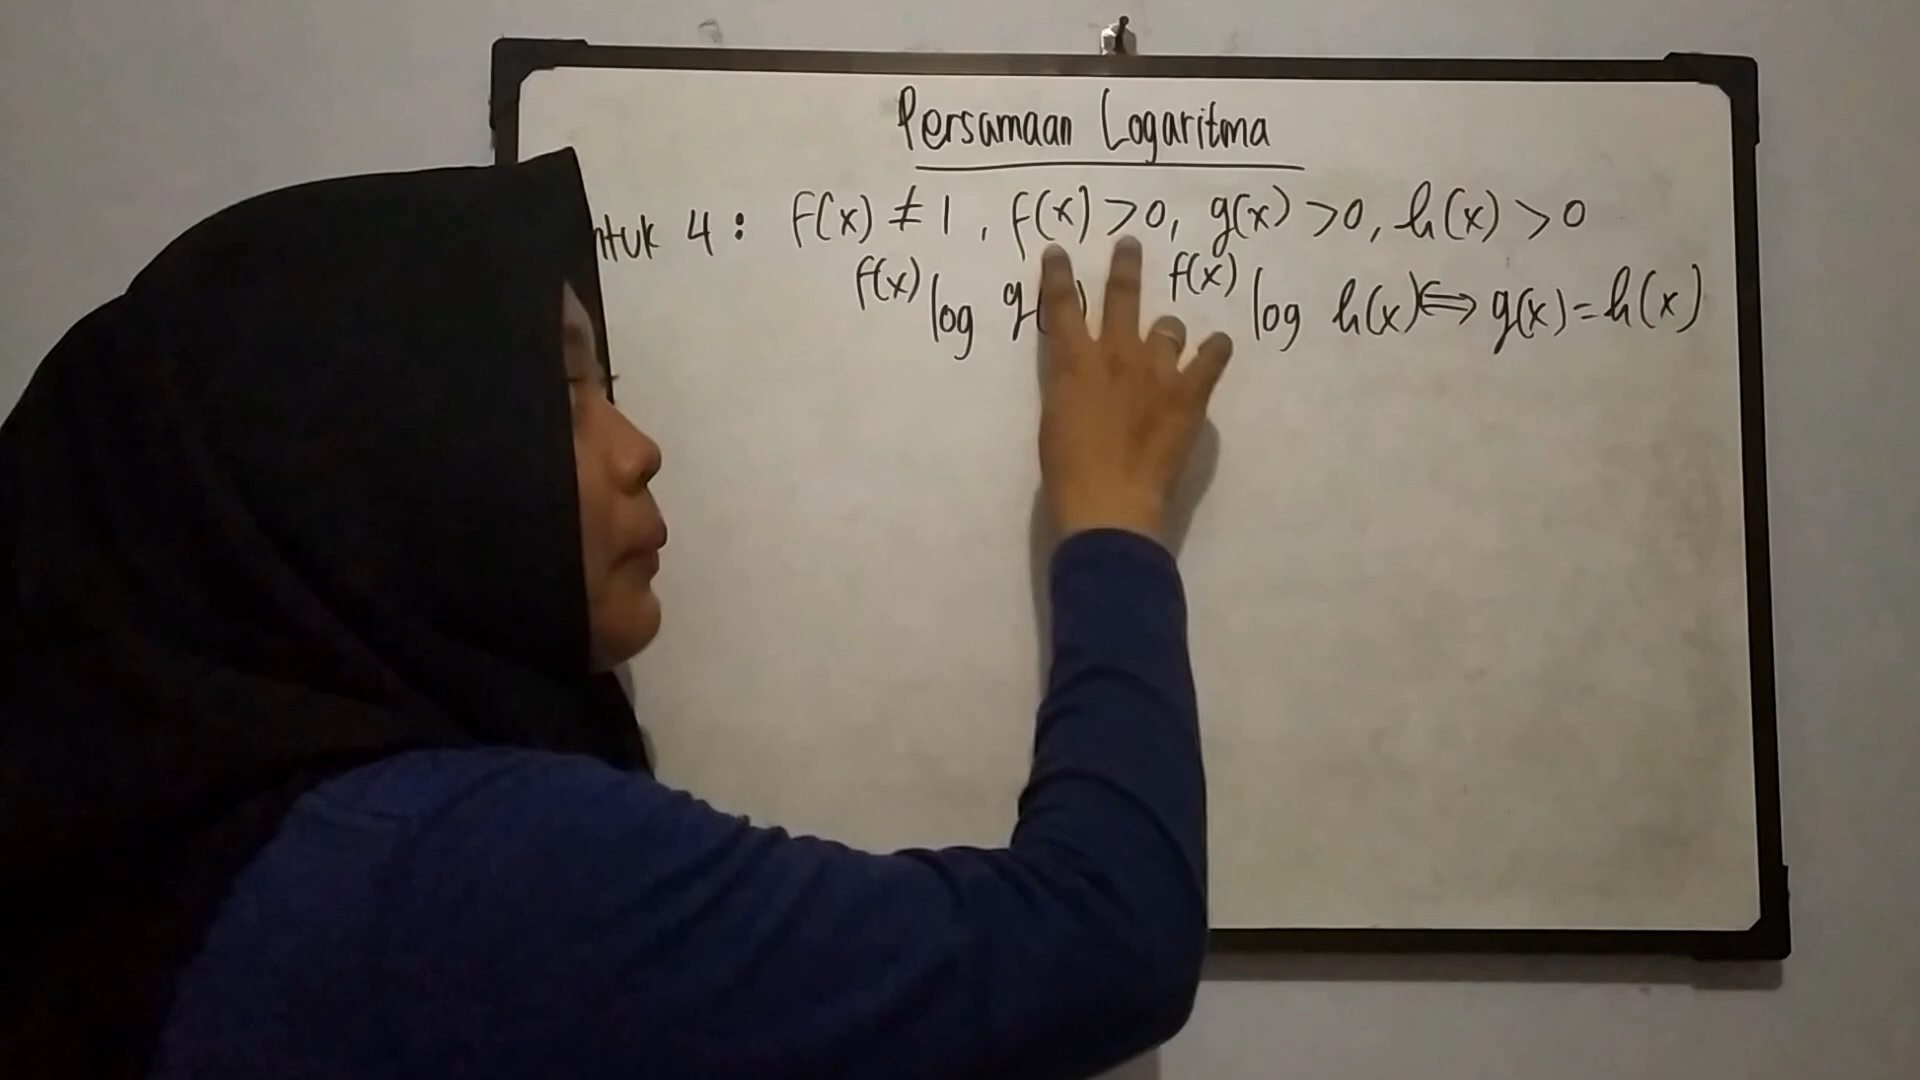 Persamaan Logaritma
ntuk 4 : f(x) ≠ 1 , f(x) >0, g(x) >0, h(x) >0
f(x) log g( ) f(x) log h(x) ⟺ g(x) = h(x)